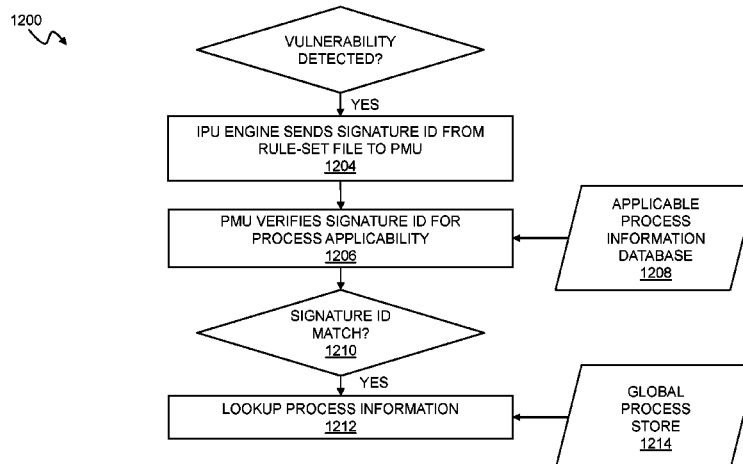 1200
VULNERABILITY
DETECTED?
YES
IPU ENGINE SENDS SIGNATURE ID FROM
RULE-SET FILE TO PMU
1204
PMU VERIFIES SIGNATURE ID FOR
PROCESS APPLICABILITY
1206
APPLICABLE
PROCESS
INFORMATION
DATABASE
1208
SIGNATURE ID
MATCH?
1210
YES
LOOKUP PROCESS INFORMATION
1212
GLOBAL
PROCESS
STORE
1214